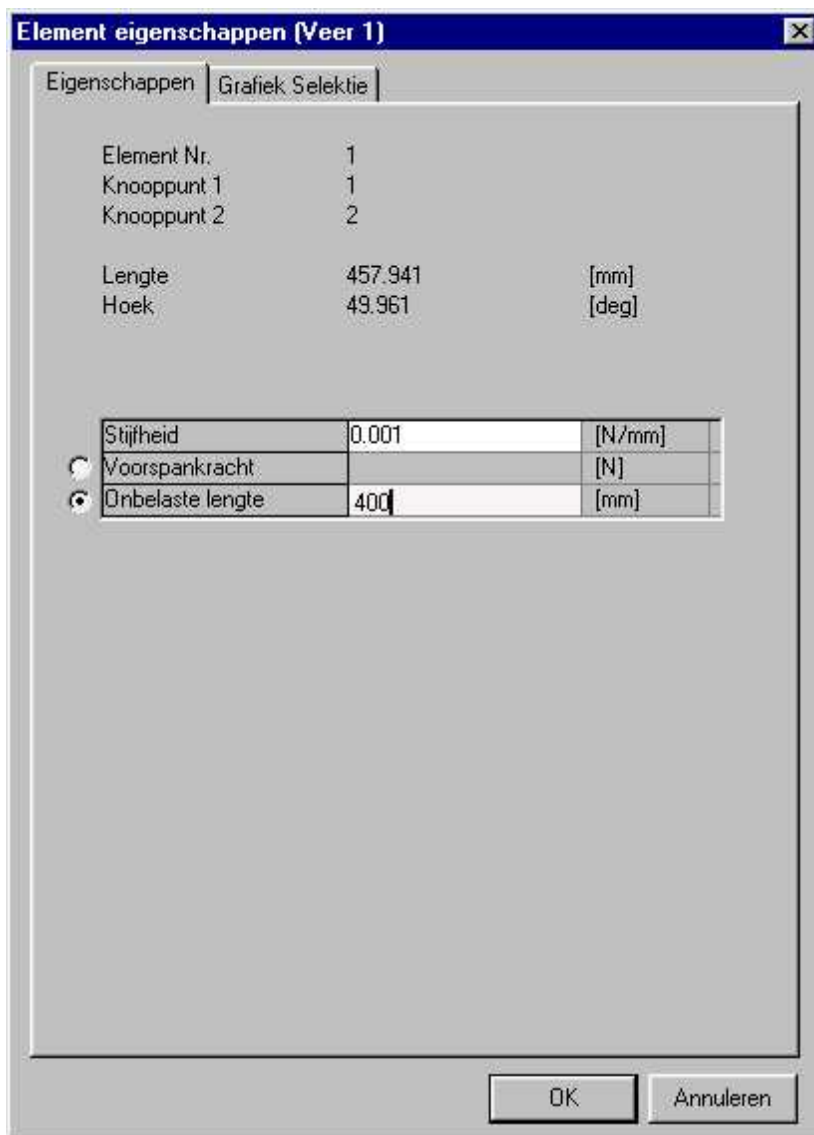 Element eigenschappen (Veer 1)
Eigenschappen Grafiek Selektie
Element Nr. 1
Knooppunt 1 1
Knooppunt 2 2
Lengte 457.941 [mm]
Hoek 49.961 [deg]
Stijfheid 0.001 [N/mm]
Voorspankracht [N]
Onbelaste lengte 400 [mm]
OK Annuleren